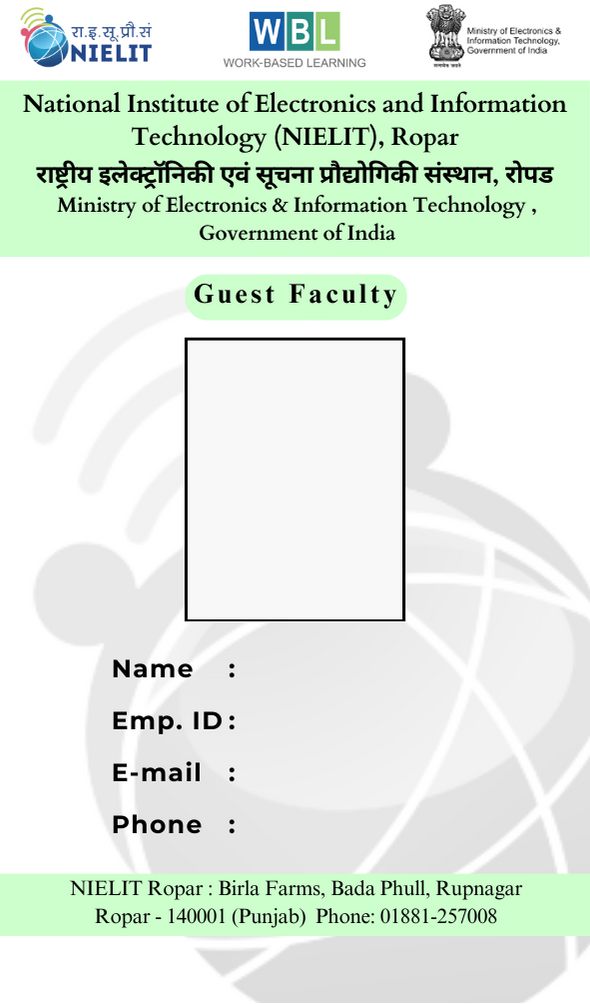 रा.इ.सू.प्रौ.सं
NIELIT
WBL
WORK-BASED LEARNING
सत्यमेव जयते
Ministry of Electronics &
Information Technology,
Government of India
National Institute of Electronics and Information
Technology (NIELIT), Ropar
राष्ट्रीय इलेक्ट्रॉनिकी एवं सूचना प्रौद्योगिकी संस्थान, रोपड
Ministry of Electronics & Information Technology ,
Government of India
Guest Faculty
Name :
Emp. ID :
E-mail :
Phone :
NIELIT Ropar : Birla Farms, Bada Phull, Rupnagar
Ropar - 140001 (Punjab) Phone: 01881-257008